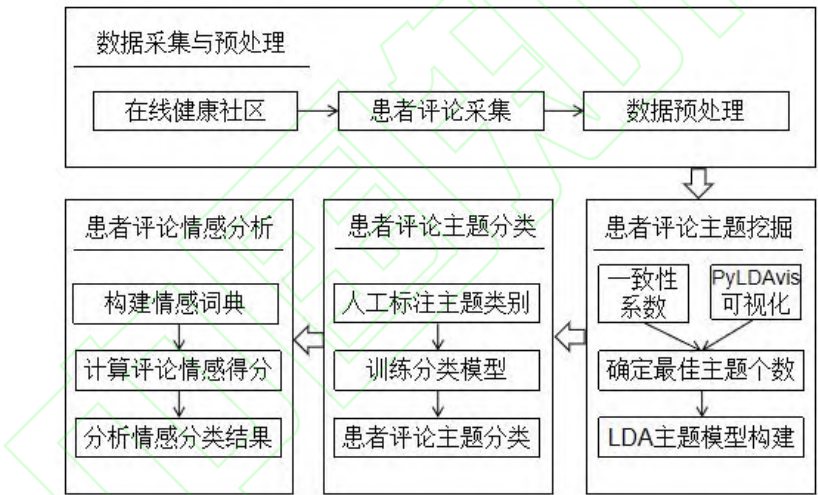 数据采集与预处理
在线健康社区
患者评论采集
数据预处理
患者评论主题挖掘
一致性
系数
PyLDAvis
可视化
确定最佳主题个数
LDA主题模型构建
患者评论主题分类
人工标注主题类别
训练分类模型
患者评论主题分类
患者评论情感分析
构建情感词典
计算评论情感得分
分析情感分类结果